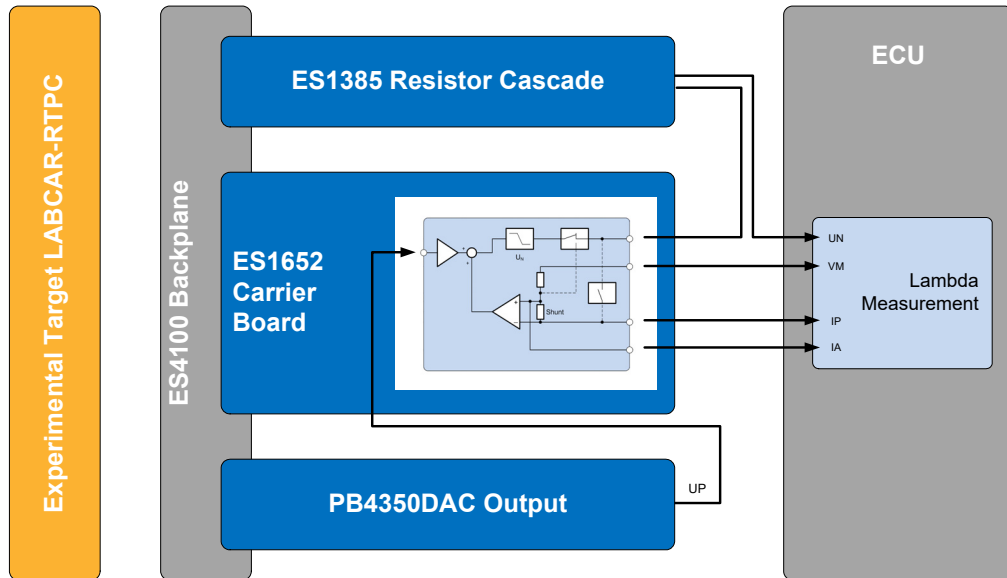 Experimental Target LABCAR-RTPC
ES4100 Backplane
ES1385 Resistor Cascade
ECU
ES1652
Carrier
Board
UN
Shunt
UN
VM
IP
IA
Lambda
Measurement
PB4350DAC Output
UP